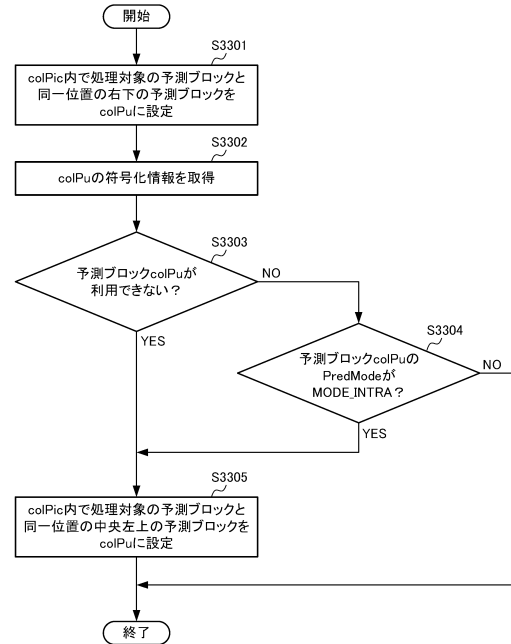 開始
S3301
colPic内で処理対象の予測ブロックと
同一位置の右下の予測ブロックを
colPuに設定
S3302
colPuの符号化情報を取得
S3303
予測ブロックcolPuが
利用できない？
NO
YES
S3304
予測ブロックcolPuの
PredModeが
MODE_INTRA？
NO
YES
S3305
colPic内で処理対象の予測ブロックと
同一位置の中央左上の予測ブロックを
colPuに設定
終了